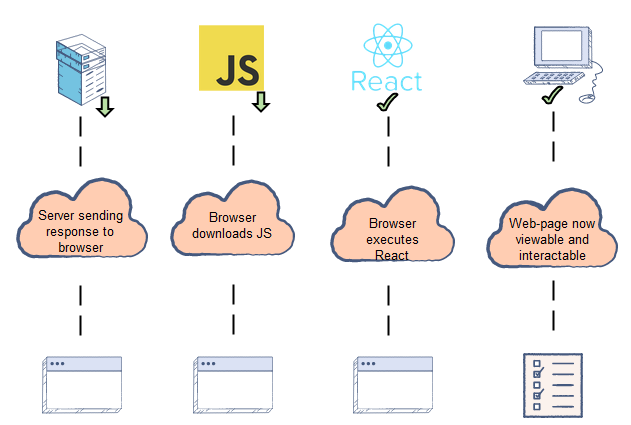 JS
React
Server sending
response to
browser
Browser
downloads JS
Browser
executes
React
Web-page now
viewable and
interactable